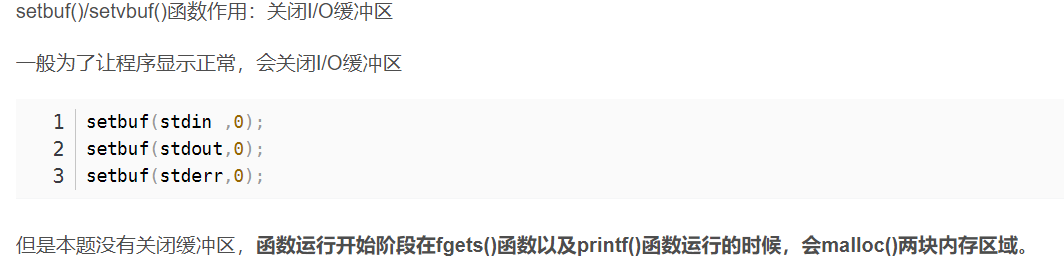 setbuf()/setvbuf()函数作用：关闭I/O缓冲区
一般为了让程序显示正常，会关闭I/O缓冲区
1 setbuf(stdin ,0);
2 setbuf(stdout,0);
3 setbuf(stderr,0);
但是本题没有关闭缓冲区，函数运行开始阶段在fgets()函数以及printf()函数运行的时候，会malloc()两块内存区域。